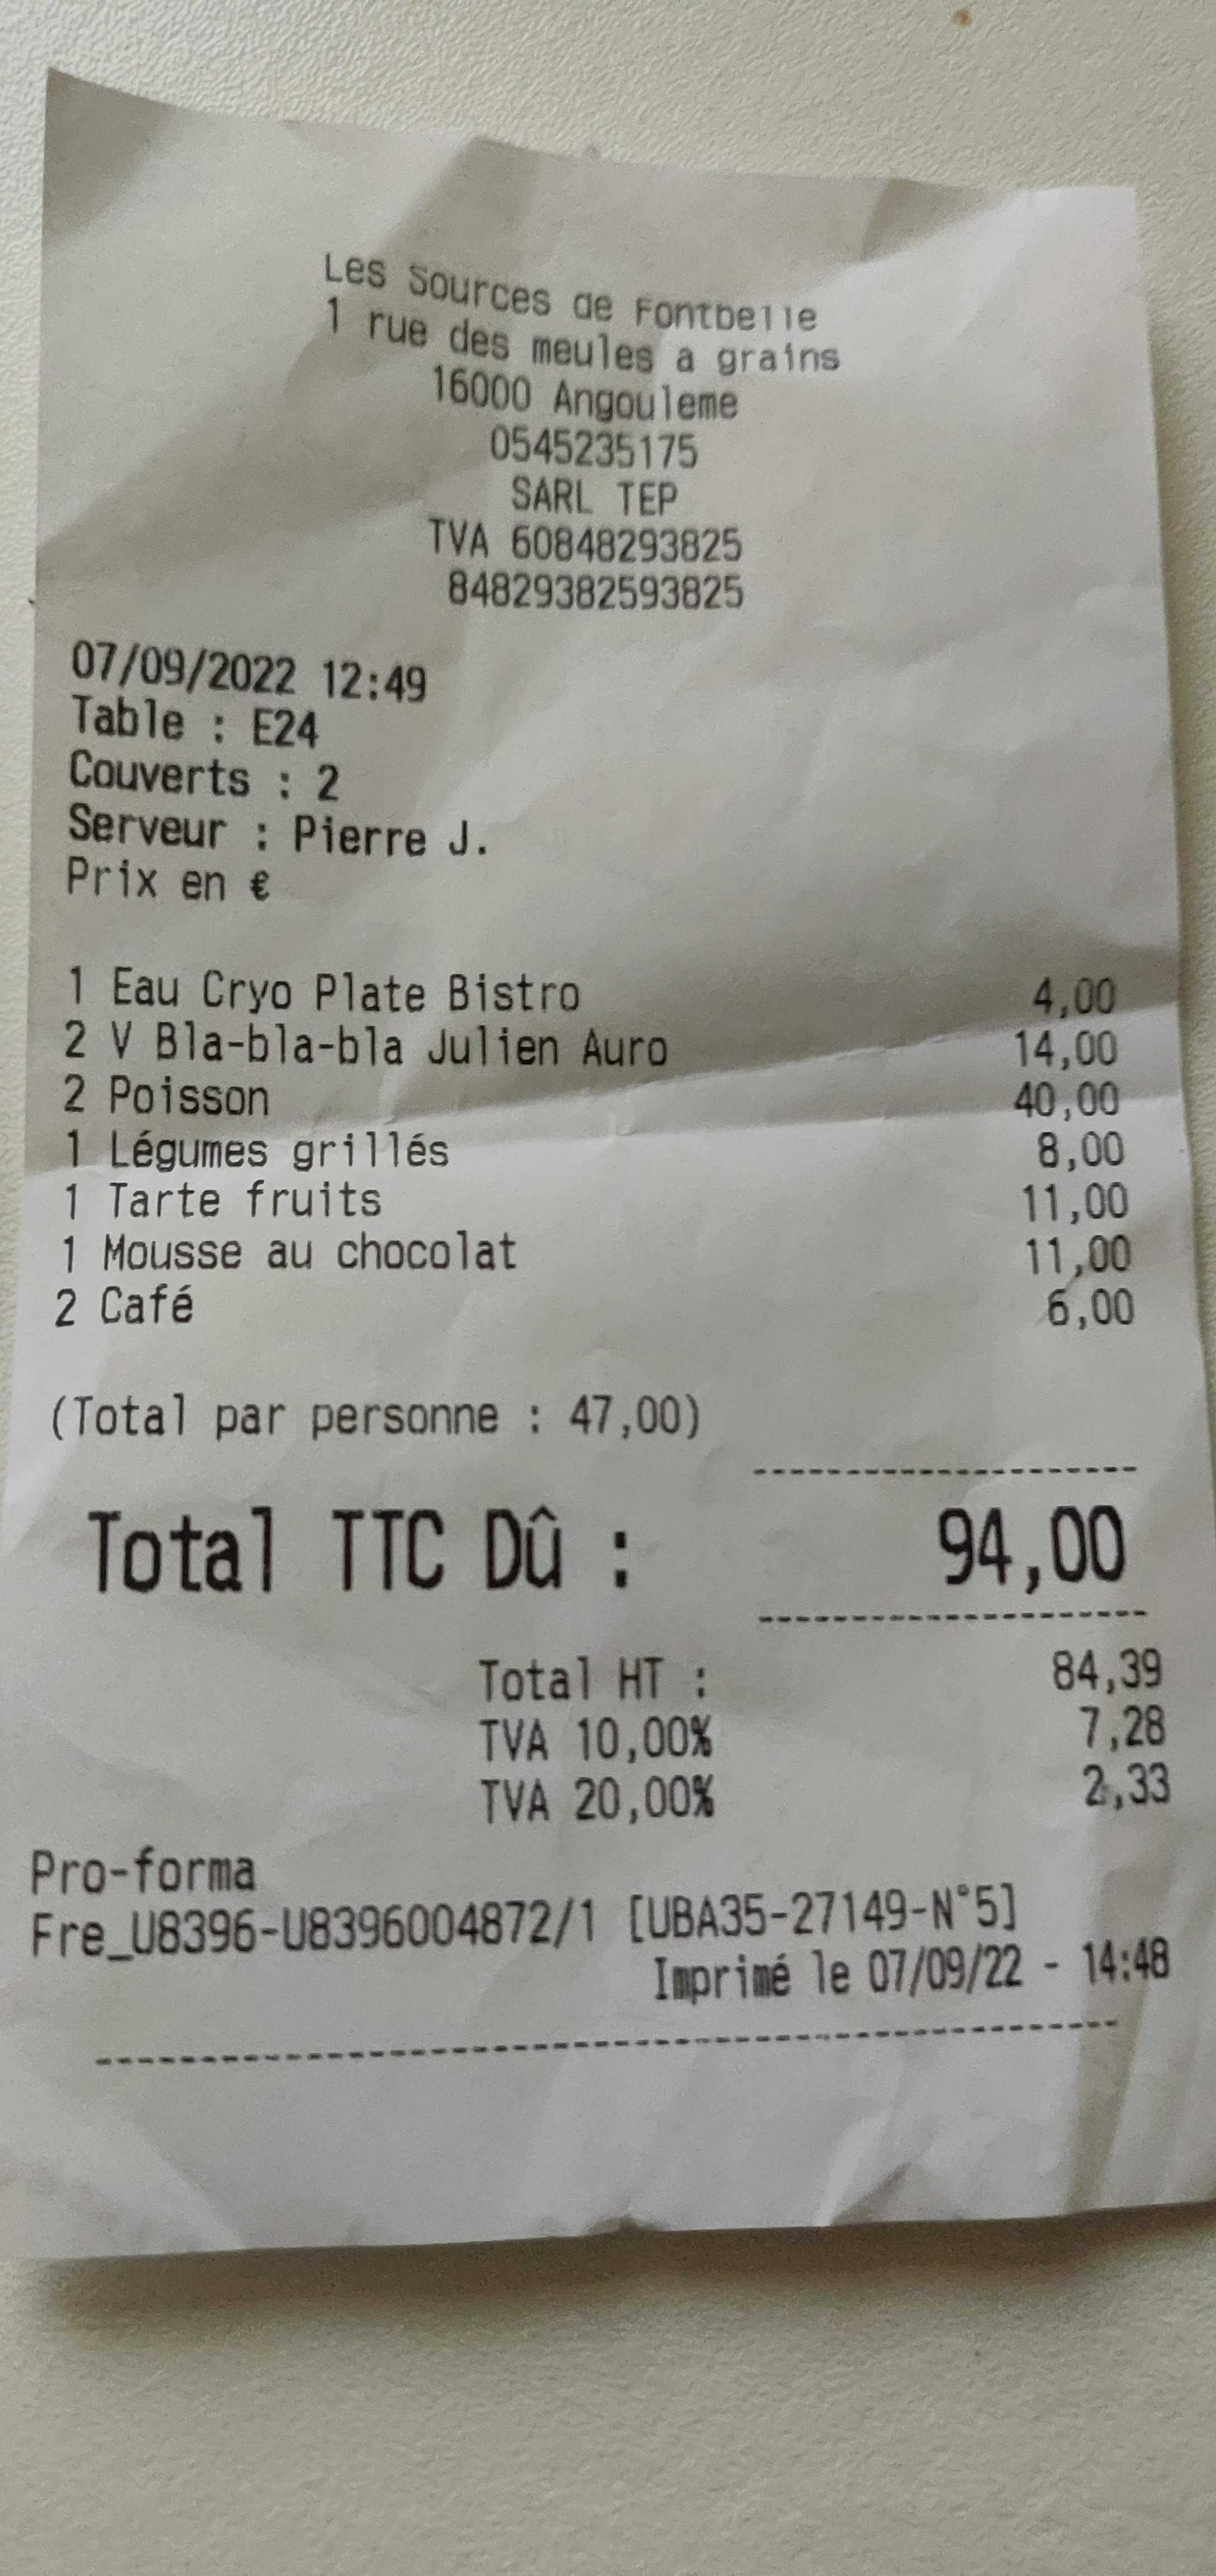 Les Sources de Fontbelle
1 rue des meules a grains
16000 Angouleme
0545235175
SARL TEP
TVA 60848293825
84829382593825
07/09/2022 12:49
Table : E24
Couverts : 2
Serveur : Pierre J.
Prix en €
1 Eau Cryo Plate Bistro 4,00
2 V Bla-bla-bla Julien Auro 14,00
2 Poisson 40,00
1 Légumes grillés 8,00
1 Tarte fruits 11,00
1 Mousse au chocolat 11,00
2 Café 6,00
(Total par personne : 47,00)
Total TTC Dû : 94,00
Total HT : 84,39
TVA 10,00% 7,28
TVA 20,00% 2,33
Pro-forma
Fre_U8396-U8396004872/1 [UBA35-27149-N°5]
Imprimé le 07/09/22 - 14:48